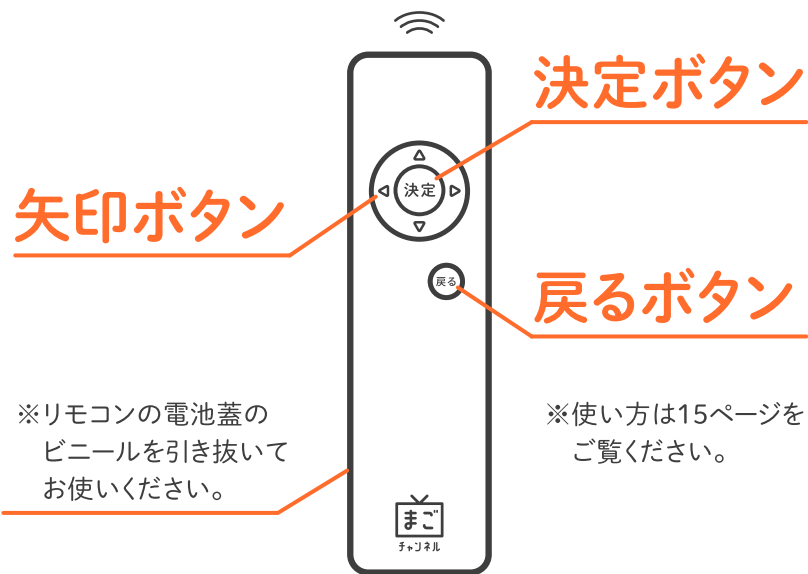 決定ボタン
決定
矢印ボタン
戻る
戻るボタン
※リモコンの電池蓋の
ビニールを引き抜いて
お使いください。
※使い方は15ページを
ご覧ください。
まご
チャンネル